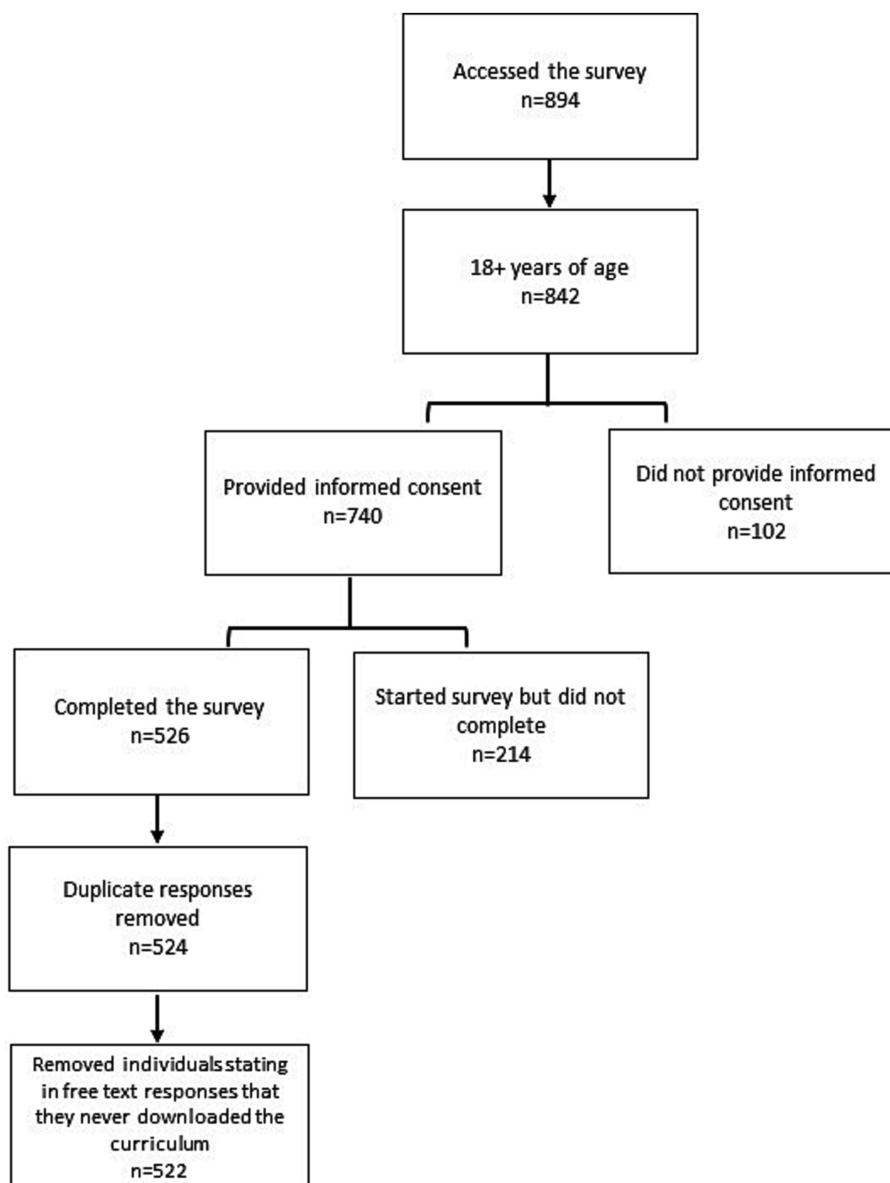 Accessed the survey
n=894
18+ years of age
n=842
Provided informed consent
n=740
Did not provide informed
consent
n=102
Completed the survey
n=526
Started survey but did not
complete
n=214
Duplicate responses
removed
n=524
Removed individuals stating
in free text responses that
they never downloaded the
curriculum
n=522